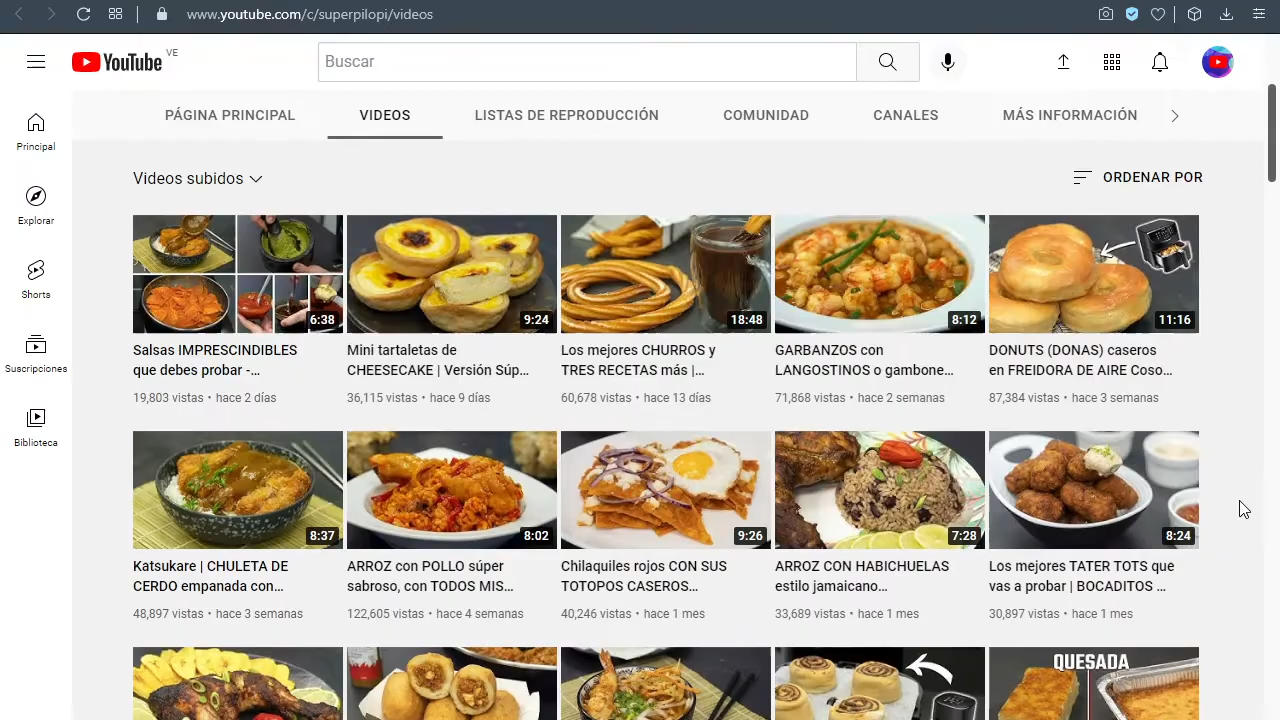 www.youtube.com/c/superpilopi/videos
YouTube VE
Buscar
PÁGINA PRINCIPAL
VIDEOS
LISTAS DE REPRODUCCIÓN
COMUNIDAD
CANALES
MÁS INFORMACIÓN
Principal
Explorar
Shorts
Suscripciones
Biblioteca
Videos subidos
ORDENAR POR
6:38
Salsas IMPRESCINDIBLES
que debes probar -...
19,803 vistas • hace 2 días
9:24
Mini tartaletas de
CHEESECAKE | Versión Súp...
36,115 vistas • hace 9 días
18:48
Los mejores CHURROS y
TRES RECETAS más |...
60,678 vistas • hace 13 días
8:12
GARBANZOS con
LANGOSTINOS o gambone...
71,868 vistas • hace 2 semanas
11:16
DONUTS (DONAS) caseros
en FREIDORA DE AIRE Coso...
87,384 vistas • hace 3 semanas
8:37
Katsukare | CHULETA DE
CERDO empanada con...
48,897 vistas • hace 3 semanas
8:02
ARROZ con POLLO súper
sabroso, con TODOS MIS...
122,605 vistas • hace 4 semanas
9:26
Chilaquiles rojos CON SUS
TOTOPOS CASEROS...
40,246 vistas • hace 1 mes
7:28
ARROZ CON HABICHUELAS
estilo jamaicano...
33,689 vistas • hace 1 mes
8:24
Los mejores TATER TOTS que
vas a probar | BOCADITOS ...
30,897 vistas • hace 1 mes
QUESADA